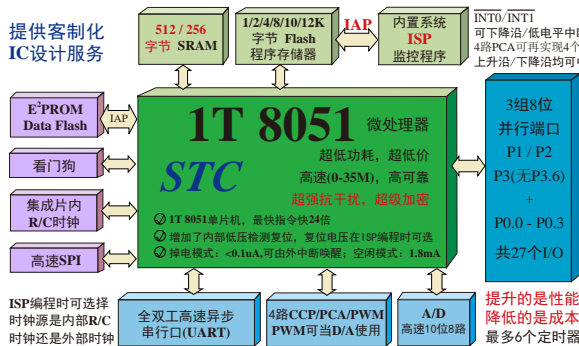 提供客制化
IC设计服务
512 / 256
字节 SRAM
1/2/4/8/10/12K
字节 Flash
程序存储器
IAP
内置系统
ISP
监控程序
INT0/INT1
可下降沿/低电平中
4路PCA可再实现4个
上升沿/下降沿均可中
E²PROM
Data Flash
IAP
看门狗
集成片内
R/C时钟
高速SPI
1T 8051
微处理器
STC
超低功耗，超低价
高速(0-35M)，高可靠
超强抗干扰，超级加密
1T 8051单片机，最快指令快24倍
增加了内部低压检测复位，复位电压在ISP编程时可选
掉电模式：<0.1uA,可由外中断唤醒；空闲模式：1.8mA
3组8位
并行端口
P1 / P2
P3(无P3.6)
+
P0.0 - P0.3
共27个I/O
ISP编程时可选择
时钟源是内部R/C
时钟还是外部时钟
全双工高速异步
串行口(UART)
4路CCP/PCA/PWM
PWM可当D/A使用
A/D
高速10位8路
提升的是性能
降低的是成本
最多6个定时器